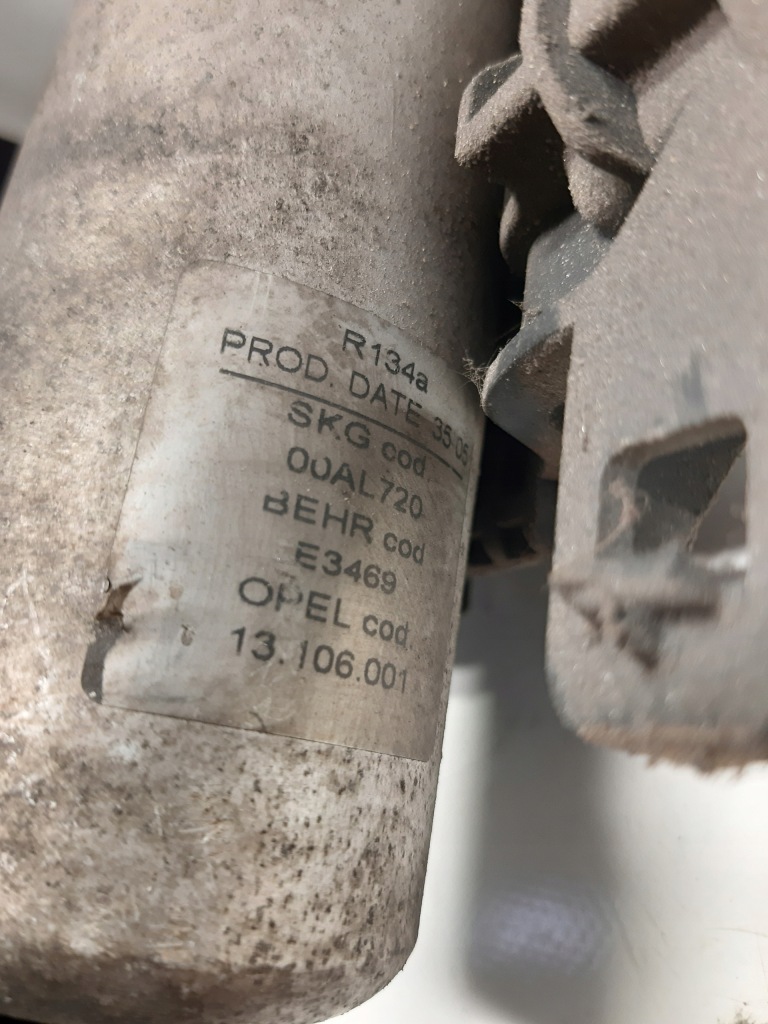 R134a
PROD. DATE 35 05
SKG cod
00AL720
BEHR cod
E3469
OPEL cod.
13.106.001